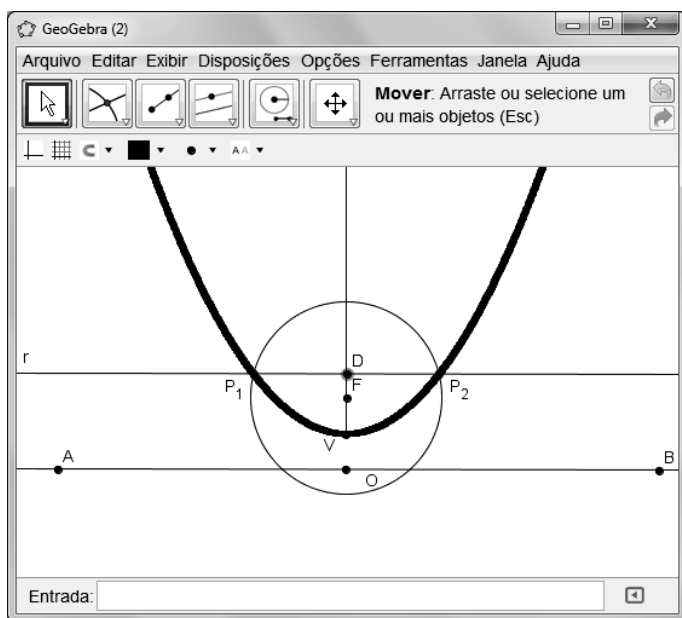 GeoGebra (2)
Arquivo Editar Exibir Disposições Opções Ferramentas Janela Ajuda
Mover: Arraste ou selecione um
ou mais objetos (Esc)
A A
r
D
F
P1
P2
V
A
B
O
Entrada: